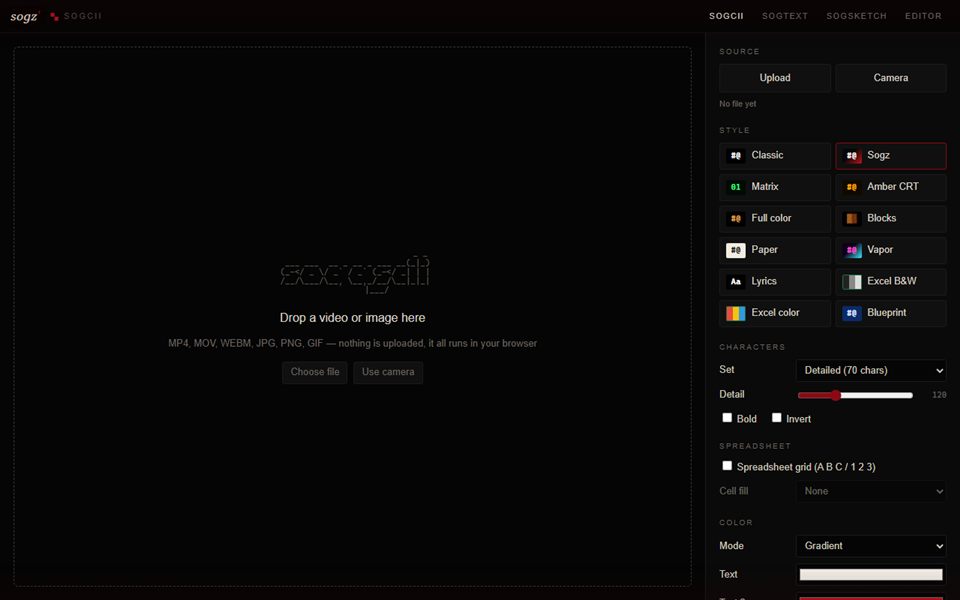 sogz SOGCII
SOGCII SOGTEXT SOGSKETCH EDITOR
Drop a video or image here
MP4, MOV, WEBM, JPG, PNG, GIF — nothing is uploaded, it all runs in your browser
Choose file Use camera
SOURCE
Upload Camera
No file yet
STYLE
#@ Classic #@ Sogz
01 Matrix #@ Amber CRT
#@ Full color Blocks
#@ Paper #@ Vapor
Aa Lyrics Excel B&W
Excel color #@ Blueprint
CHARACTERS
Set Detailed (70 chars)
Detail 120
Bold Invert
SPREADSHEET
Spreadsheet grid (A B C / 1 2 3)
Cell fill None
COLOR
Mode Gradient
Text